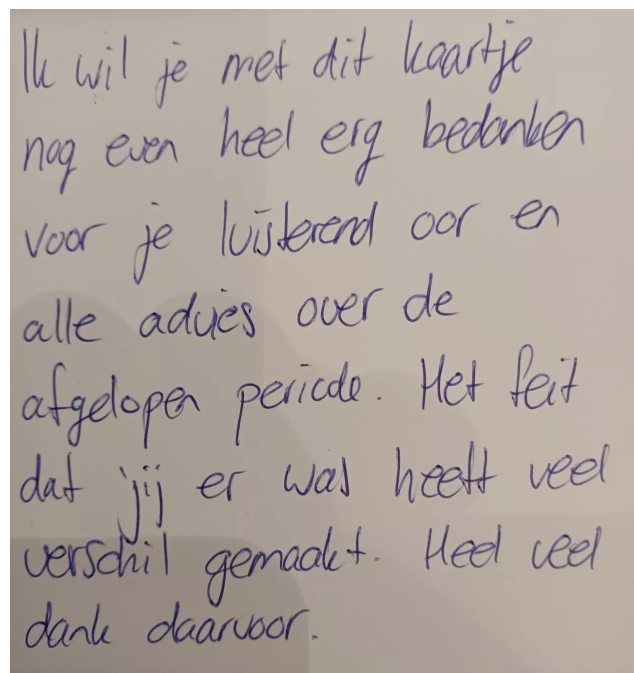 Ik wil je met dit kaartje
nog even heel erg bedanken
voor je luisterend oor en
alle advies over de
afgelopen periode. Het feit
dat jij er was heeft veel
verschil gemaakt. Heel veel
dank daarvoor.